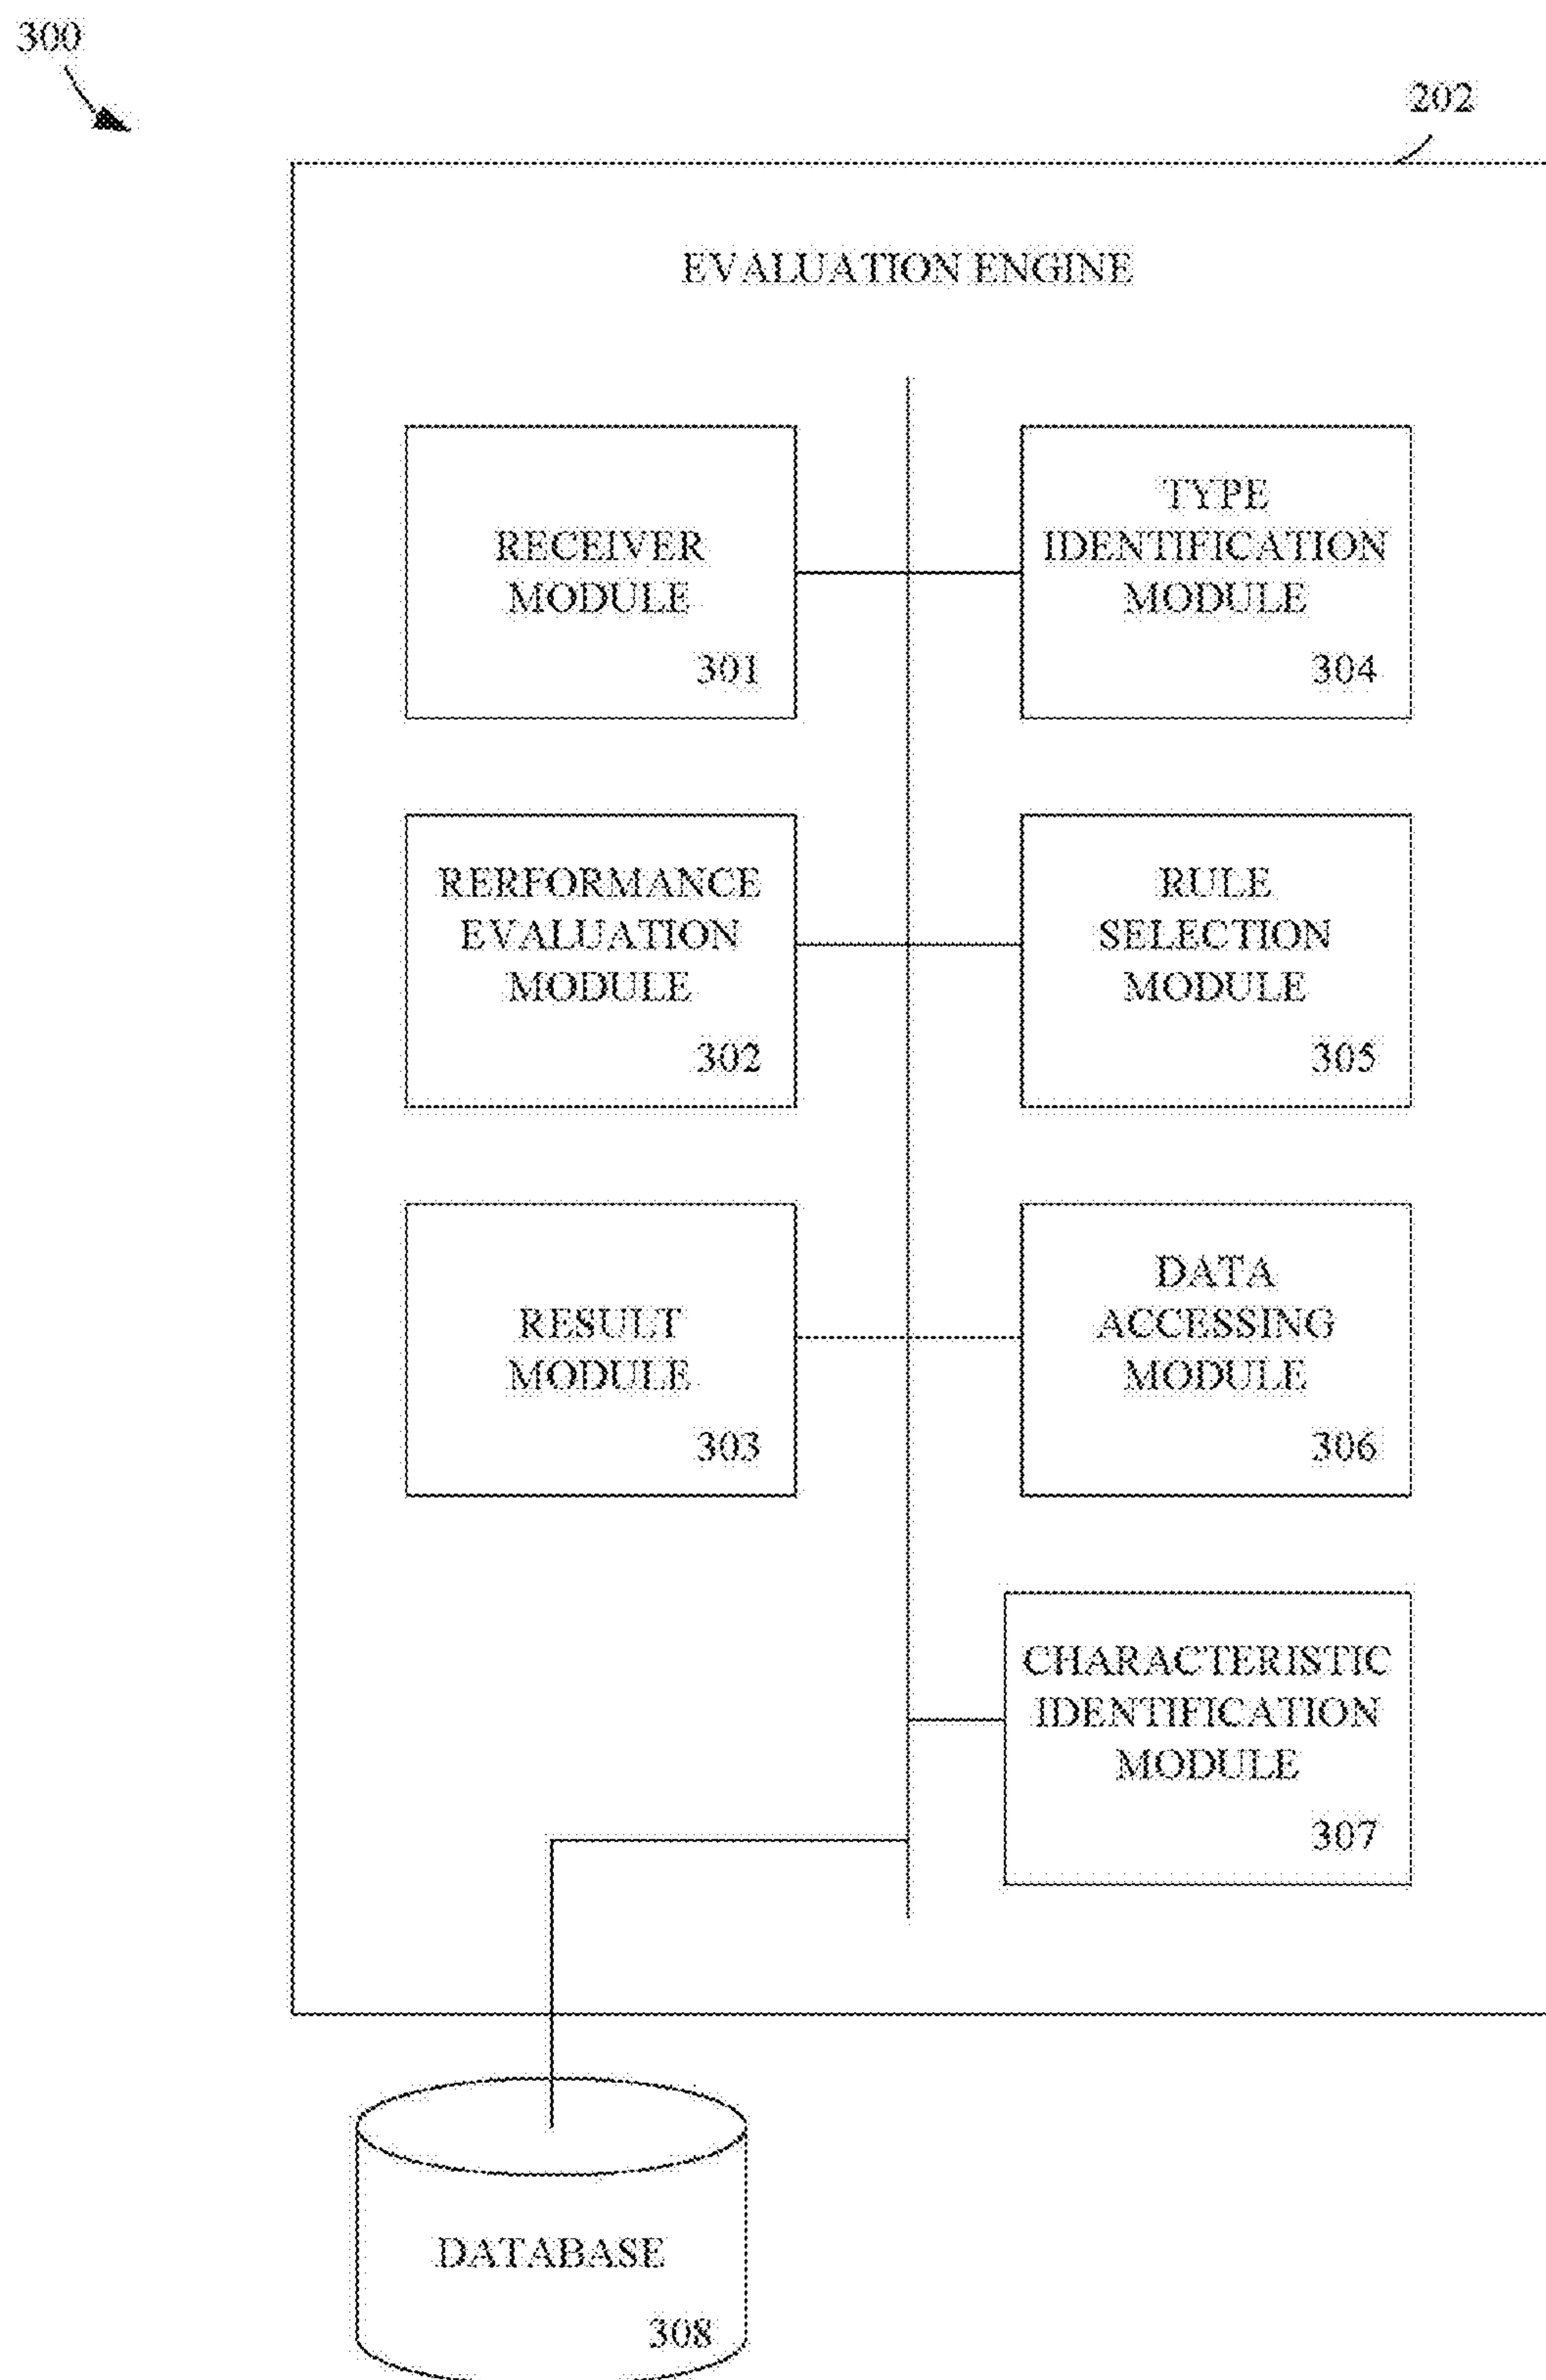 300
202
EVALUATION ENGINE
RECEIVER
MODULE
301
TYPE
IDENTIFICATION
MODULE
304
RERFORMANCE
EVALUATION
MODULE
302
RULE
SELECTION
MODULE
305
RESULT
MODULE
303
DATA
ACCESSING
MODULE
306
CHARACTERISTIC
IDENTIFICATION
MODULE
307
DATABASE
308